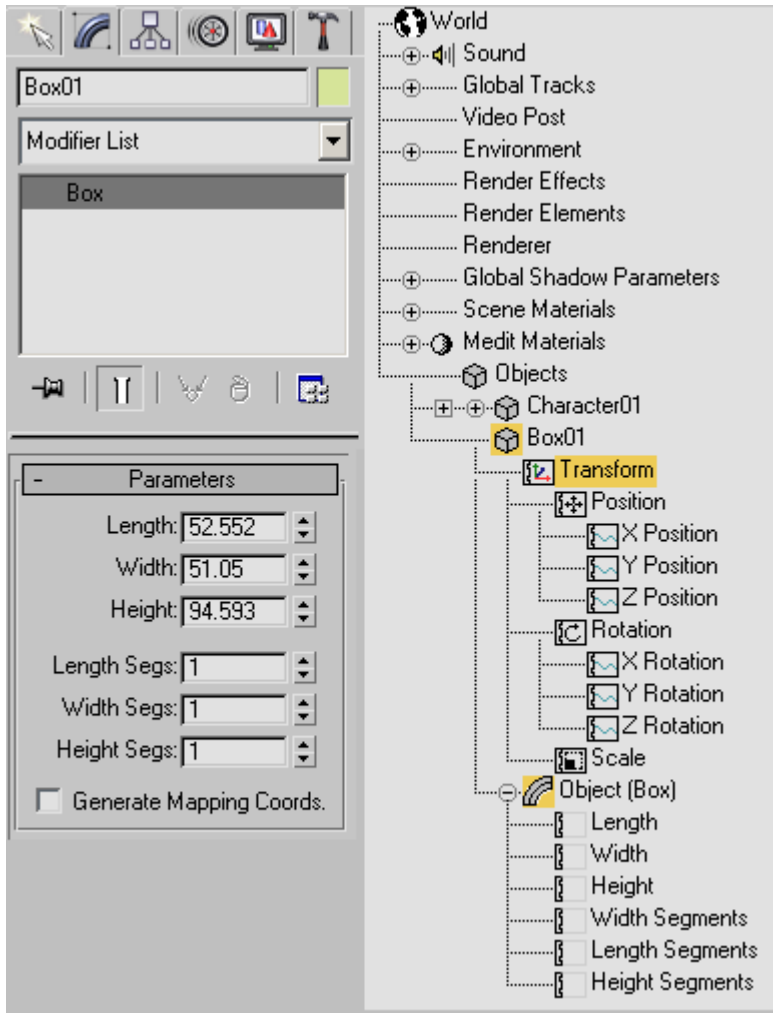 Box01
Modifier List
Box
- Parameters
Length: 52.552
Width: 51.05
Height: 94.593
Length Segs: 1
Width Segs: 1
Height Segs: 1
Generate Mapping Coords.
World
Sound
Global Tracks
Video Post
Environment
Render Effects
Render Elements
Renderer
Global Shadow Parameters
Scene Materials
Medit Materials
Objects
Character01
Box01
Transform
Position
X Position
Y Position
Z Position
Rotation
X Rotation
Y Rotation
Z Rotation
Scale
Object (Box)
Length
Width
Height
Width Segments
Length Segments
Height Segments